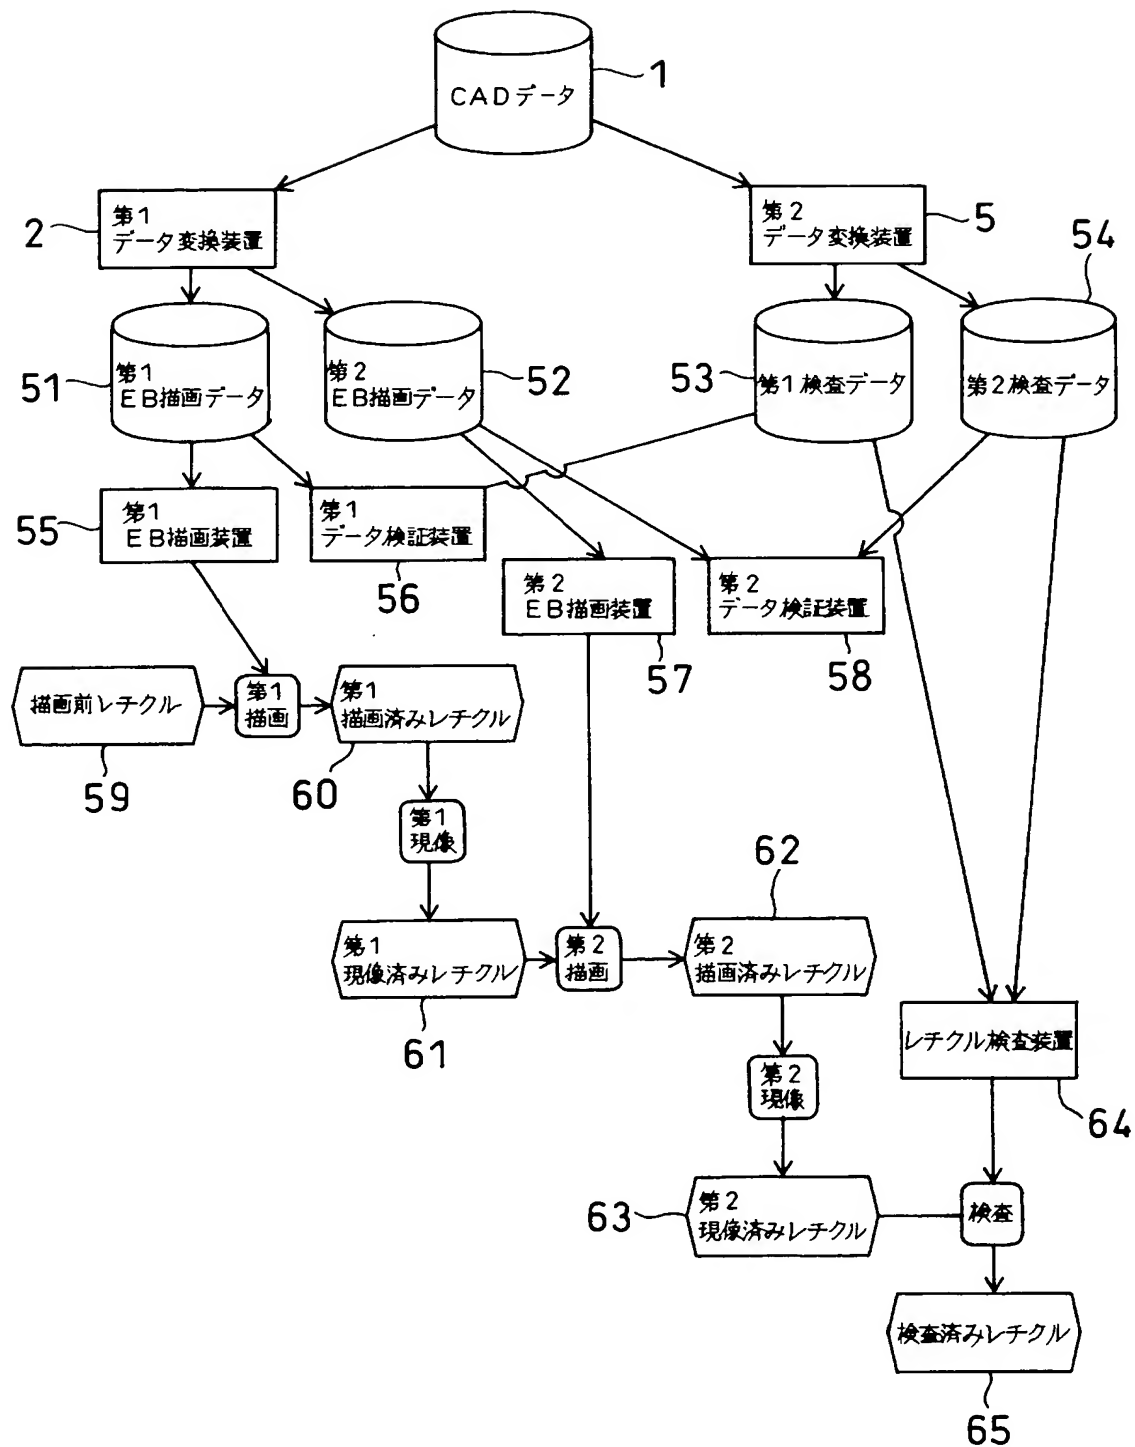 1
CADデータ
第1
データ変換装置
2
第2
データ変換装置
5
54
51
第1
EB描画データ
第2
EB描画データ
52
53
第1検査データ
第2検査データ
55
第1
EB描画装置
第1
データ検証装置
56
第2
EB描画装置
57
第2
データ検証装置
58
描画前レチクル
59
第1
描画
第1
描画済みレチクル
60
第1
現像
62
第1
現像済みレチクル
61
第2
描画
第2
描画済みレチクル
レチクル検査装置
64
第2
現像
63
第2
現像済みレチクル
検査
検査済みレチクル
65